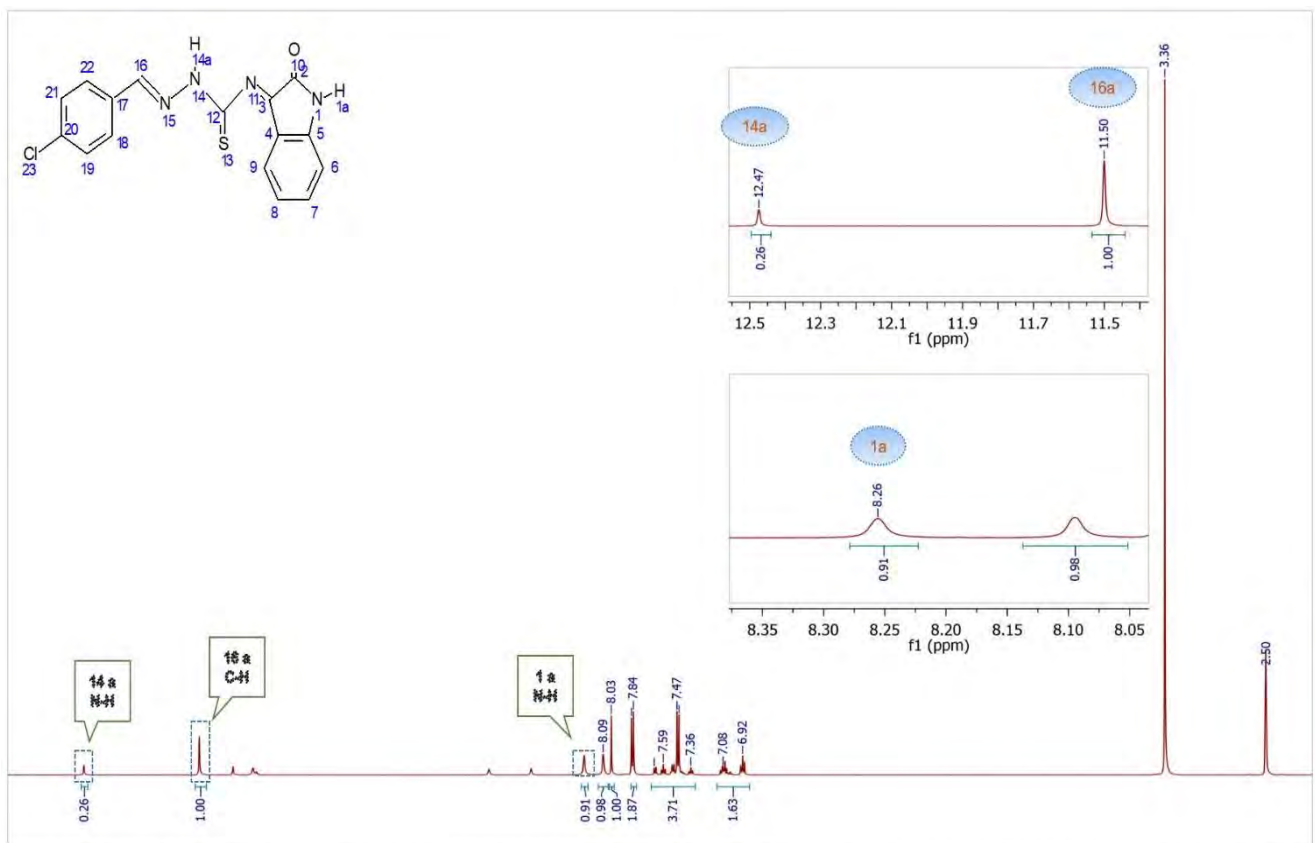 H
14a
O
10
16
22
N
N
2
H
21
14
11
N
17
N
3
1
1a
15
12
20
4
5
18
S
Cl
13
9
6
23
19
8
7
14a
16a
12.47
11.50
0.26
1.00
12.5 12.3 12.1 11.9 11.7 11.5
f1 (ppm)
1a
8.26
0.91
0.98
8.35 8.30 8.25 8.20 8.15 8.10 8.05
f1 (ppm)
3.36
2.50
14 a
N-H
16 a
C-H
1 a
N-H
8.09
8.03
7.84
7.59
7.47
7.36
7.08
6.92
0.26
1.00
0.91
0.98
1.00
1.87
3.71
1.63